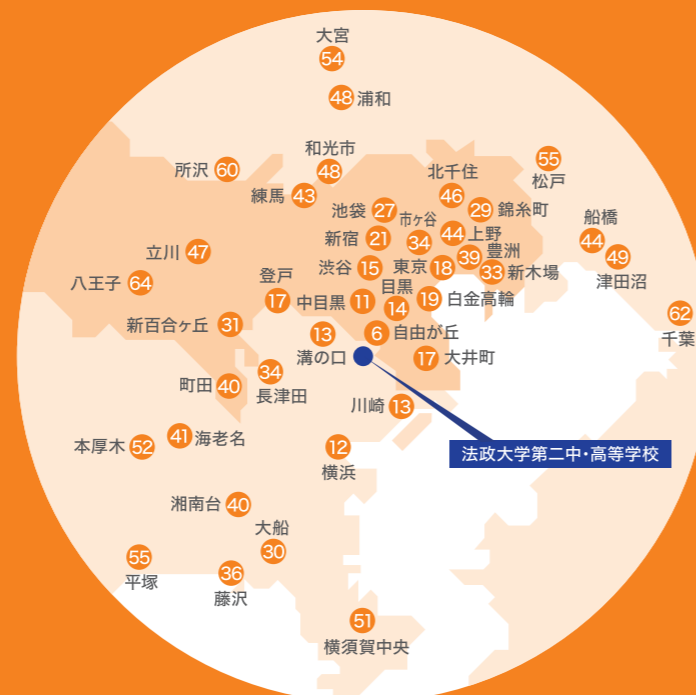 大宮
54
48 浦和
和光市
48
所沢 60
練馬 43
北千住
46
55
松戸
池袋 27
市ヶ谷
34
29 錦糸町
船橋
44
新宿 21
44 上野
豊洲
39
立川 47
49
津田沼
渋谷 15
東京 18
33 新木場
八王子 64
登戸
17
中目黒 11
目黒
14
19 白金高輪
62
千葉
新百合ヶ丘 31
13
溝の口
6 自由が丘
17 大井町
34
長津田
町田 40
川崎 13
41 海老名
本厚木 52
12
横浜
法政大学第二中・高等学校
湘南台 40
大船
30
55
平塚
36
藤沢
51
横須賀中央